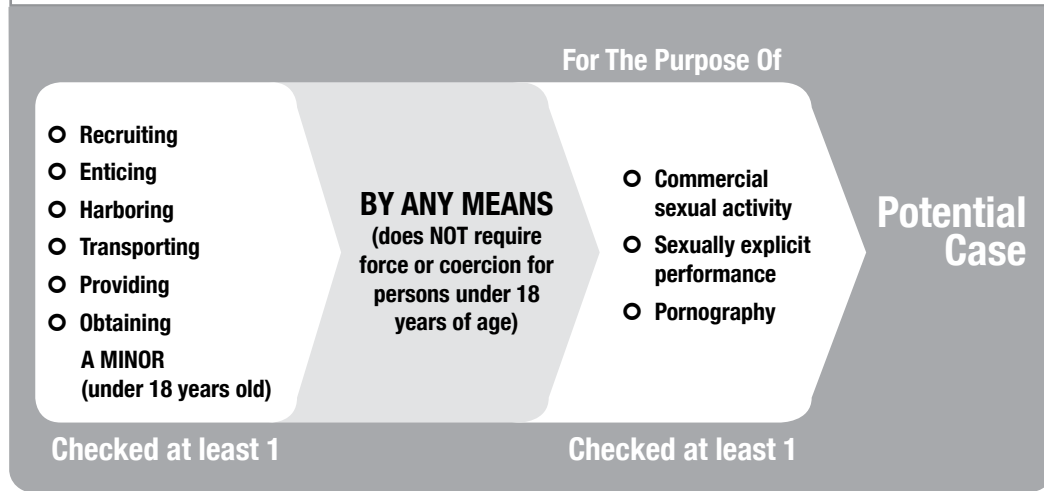 For The Purpose Of
Recruiting
Enticing
Harboring
Transporting
Providing
Obtaining
A MINOR
(under 18 years old)
Checked at least 1
BY ANY MEANS
(does NOT require
force or coercion for
persons under 18
years of age)
Commercial
sexual activity
Sexually explicit
performance
Pornography
Checked at least 1
Potential
Case